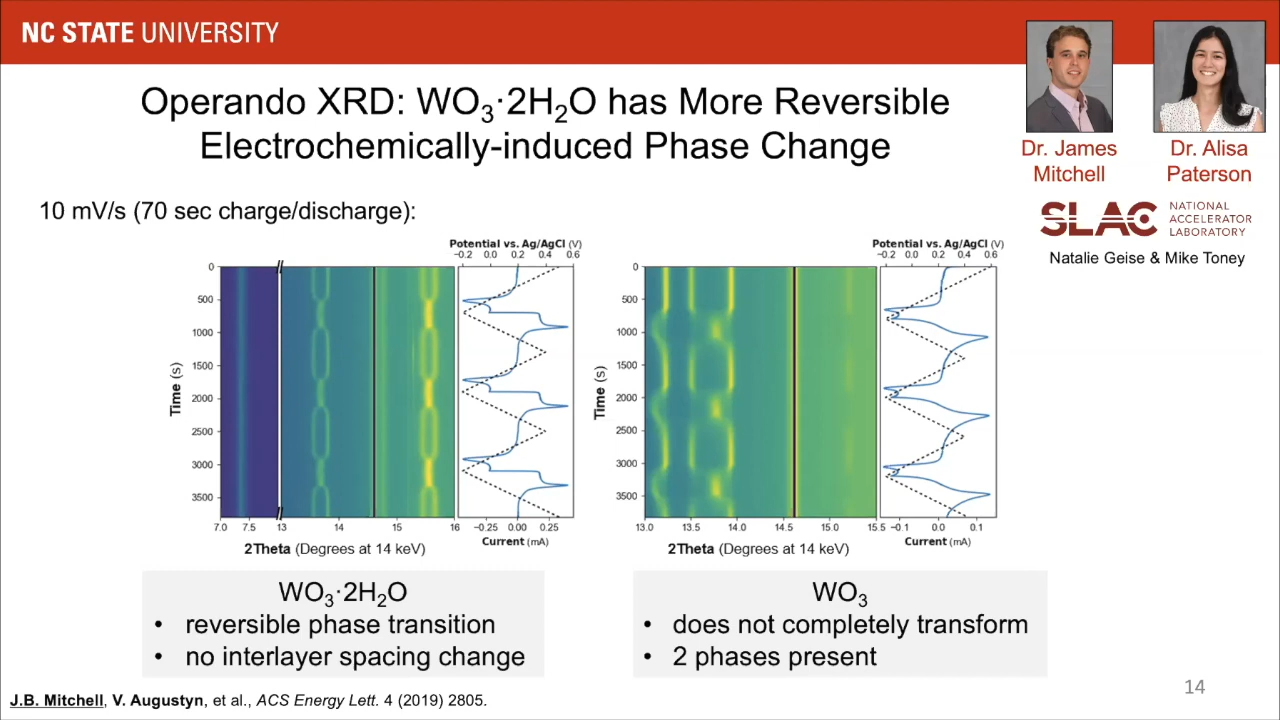 NC STATE UNIVERSITY
Operando XRD: WO3·2H2O has More Reversible
Electrochemically-induced Phase Change
Dr. James
Mitchell
Dr. Alisa
Paterson
SLAC NATIONAL
ACCELERATOR
LABORATORY
Natalie Geise & Mike Toney
10 mV/s (70 sec charge/discharge):
Potential vs. Ag/AgCl (V)
−0.2 0.0 0.2 0.4 0.6
0
500
1000
1500
2000
2500
3000
3500
Time (s)
7.0 7.5 13 14 15 16
2Theta (Degrees at 14 keV)
−0.25 0.00 0.25
Current (mA)
Potential vs. Ag/AgCl (V)
−0.2 0.0 0.2 0.4 0.6
0
500
1000
1500
2000
2500
3000
3500
Time (s)
13.0 13.5 14.0 14.5 15.0 15.5
2Theta (Degrees at 14 keV)
−0.1 0.0 0.1
Current (mA)
WO3·2H2O
• reversible phase transition
• no interlayer spacing change
WO3
• does not completely transform
• 2 phases present
J.B. Mitchell, V. Augustyn, et al., ACS Energy Lett. 4 (2019) 2805.
14